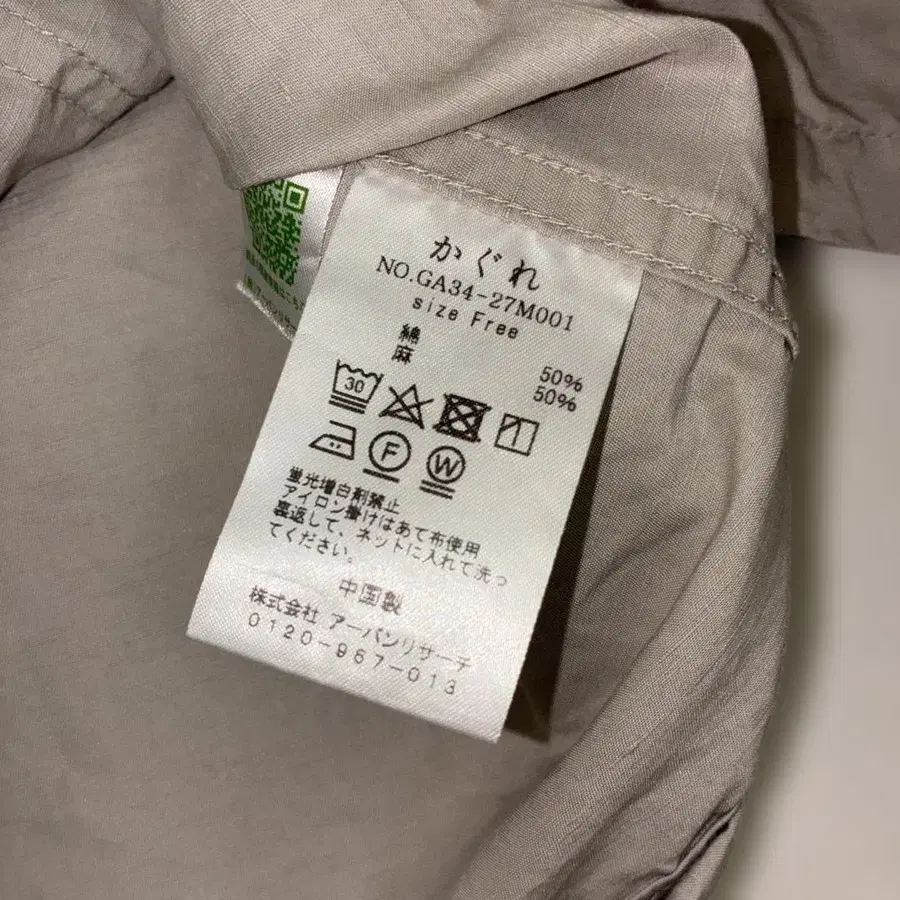 かぐれ
NO.GA34-27M001
size Free
綿 50%
麻 50%
30
F W
蛍光増白剤禁止
アイロン掛けはあて布使用
裏返して、ネットに入れて洗っ
てください。
中国製
株式会社 アーバンリサーチ
0120-967-013